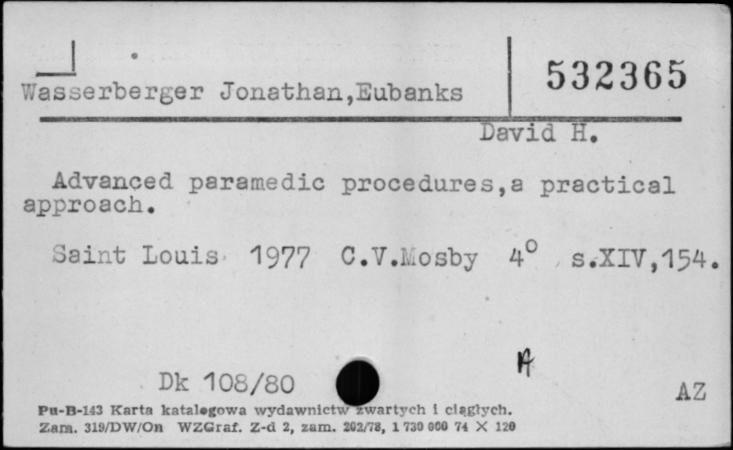 532365
Wasserberger Jonathan,Eubanks
David H.
Advanced paramedic procedures,a practical
approach.
Saint Louis 1977 C.V.Mosby 4° s.XIV,154.
A
Dk 108/80
AZ
Pu-B-143 Karta katalogowa wydawnictw zwartych i ciągłych.
Zam. 319/DW/On WZGraf. Z-d 2, zam. 202/78, 1 730 000 74 X 120